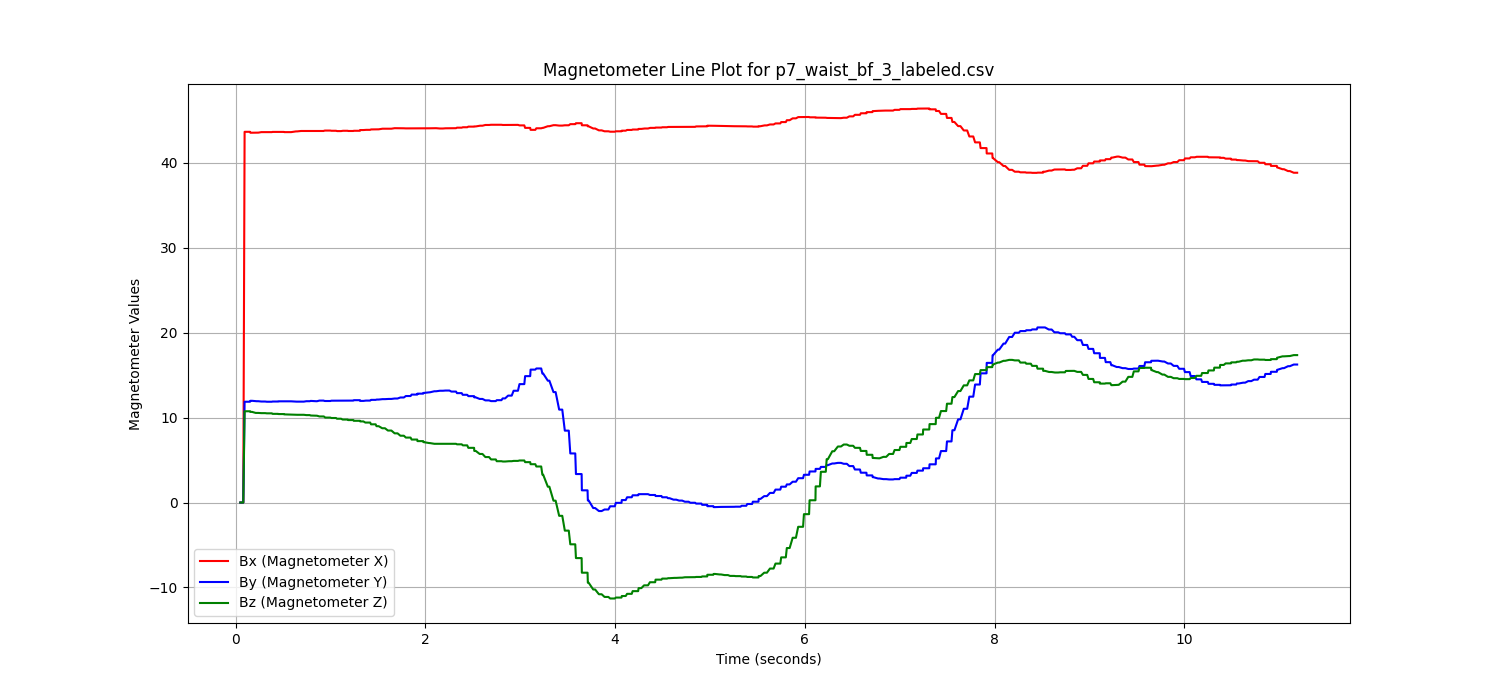 Magnetometer Line Plot for p7_waist_bf_3_labeled.csv
Magnetometer Values
40
30
20
10
0
−10
Bx (Magnetometer X)
By (Magnetometer Y)
Bz (Magnetometer Z)
0 2 4 6 8 10
Time (seconds)